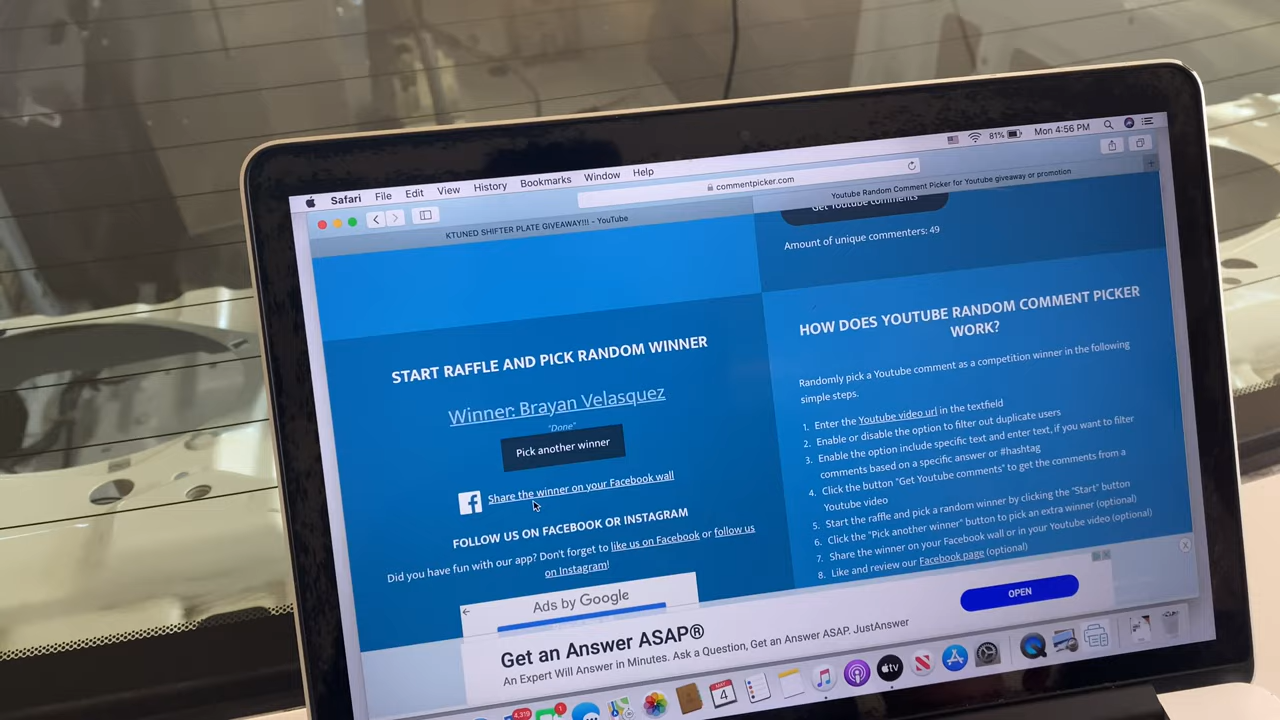 Safari File Edit View History Bookmarks Window Help
81% Mon 4:56 PM
commentpicker.com
KTUNED SHIFTER PLATE GIVEAWAY!!! - YouTube
Youtube Random Comment Picker for Youtube giveaway or promotion
Get Youtube comments
Amount of unique commenters: 49
START RAFFLE AND PICK RANDOM WINNER
Winner: Brayan Velasquez
"Done"
Pick another winner
Share the winner on your Facebook wall
FOLLOW US ON FACEBOOK OR INSTAGRAM
Did you have fun with our app? Don't forget to like us on Facebook or follow us
on Instagram!
HOW DOES YOUTUBE RANDOM COMMENT PICKER
WORK?
Randomly pick a Youtube comment as a competition winner in the following
simple steps.
1. Enter the Youtube video url in the textfield
2. Enable or disable the option to filter out duplicate users
3. Enable the option include specific text and enter text, if you want to filter
comments based on a specific answer or #hashtag
4. Click the button "Get Youtube comments" to get the comments from a
Youtube video
5. Start the raffle and pick a random winner by clicking the "Start" button
6. Click the "Pick another winner" button to pick an extra winner (optional)
7. Share the winner on your Facebook wall or in your Youtube video (optional)
8. Like and review our Facebook page (optional)
Ads by Google
Get an Answer ASAP®
An Expert Will Answer in Minutes. Ask a Question, Get an Answer ASAP. JustAnswer
OPEN
4,319
1
4
tv